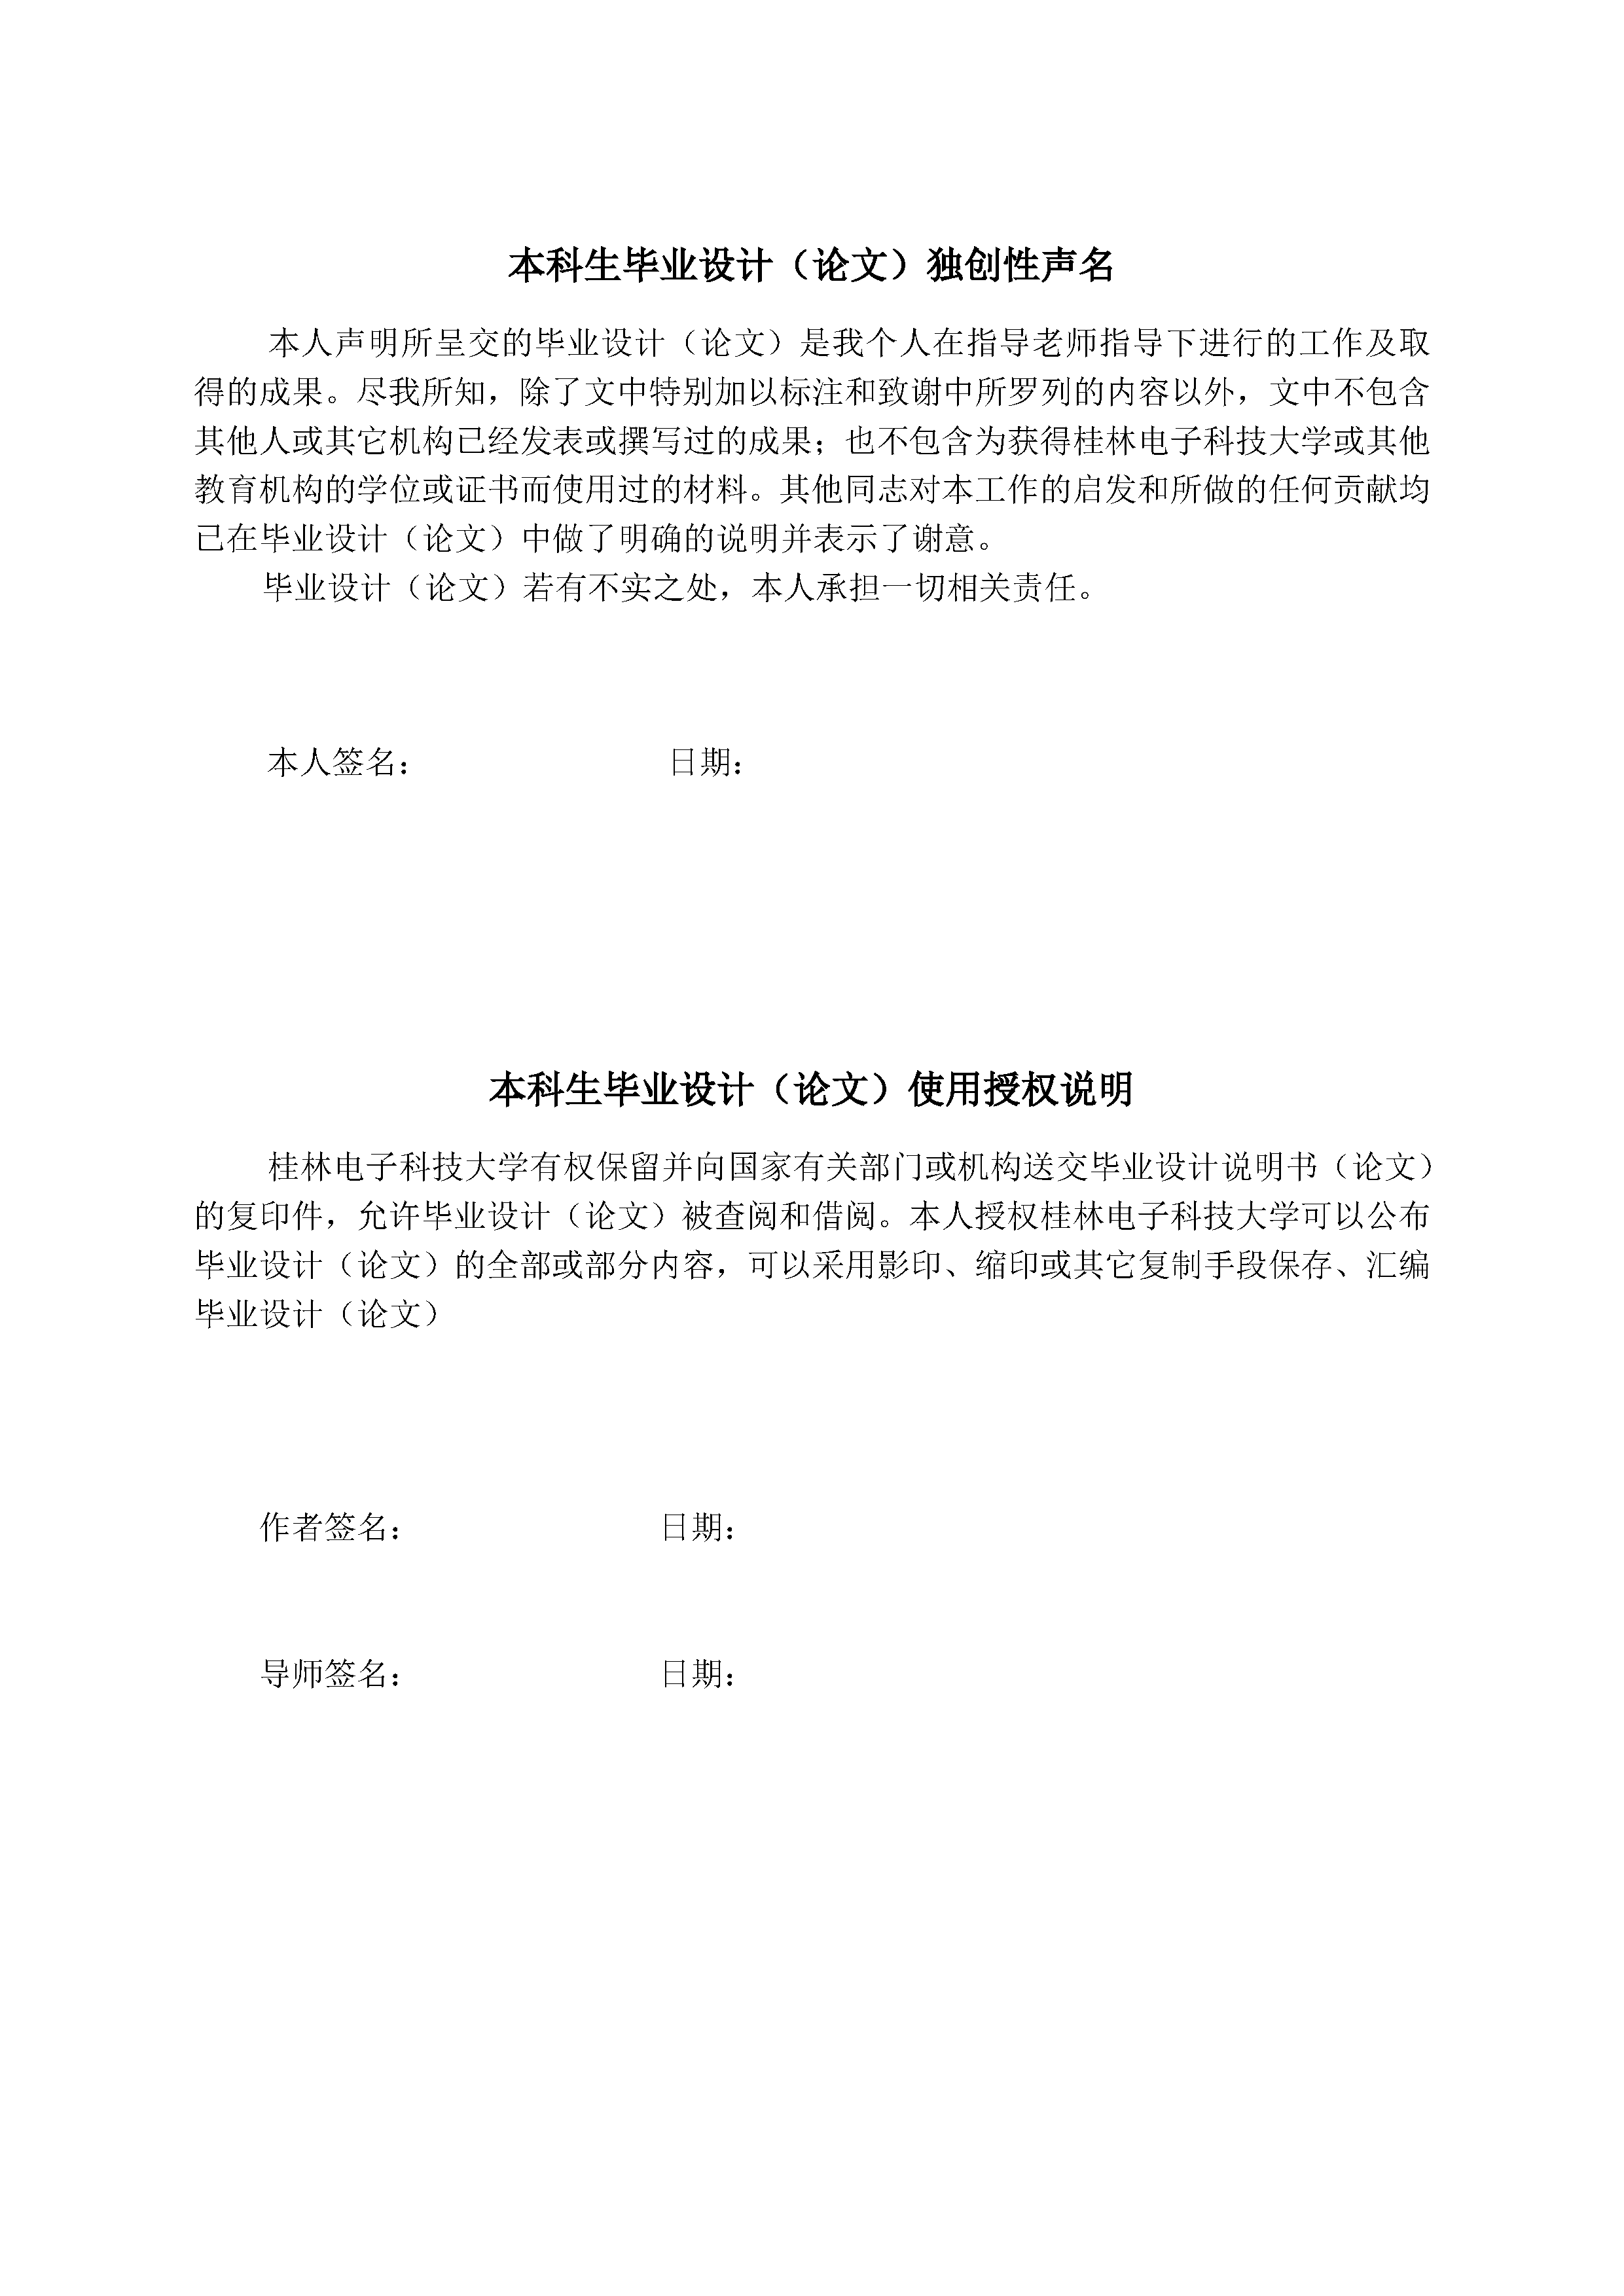 本科生毕业设计（论文）独创性声名
本人声明所呈交的毕业设计（论文）是我个人在指导老师指导下进行的工作及取
得的成果。尽我所知，除了文中特别加以标注和致谢中所罗列的内容以外，文中不包含
其他人或其它机构已经发表或撰写过的成果；也不包含为获得桂林电子科技大学或其他
教育机构的学位或证书而使用过的材料。其他同志对本工作的启发和所做的任何贡献均
已在毕业设计（论文）中做了明确的说明并表示了谢意。
毕业设计（论文）若有不实之处，本人承担一切相关责任。
本人签名： 日期：
本科生毕业设计（论文）使用授权说明
桂林电子科技大学有权保留并向国家有关部门或机构送交毕业设计说明书（论文）
的复印件，允许毕业设计（论文）被查阅和借阅。本人授权桂林电子科技大学可以公布
毕业设计（论文）的全部或部分内容，可以采用影印、缩印或其它复制手段保存、汇编
毕业设计（论文）
作者签名： 日期：
导师签名： 日期：